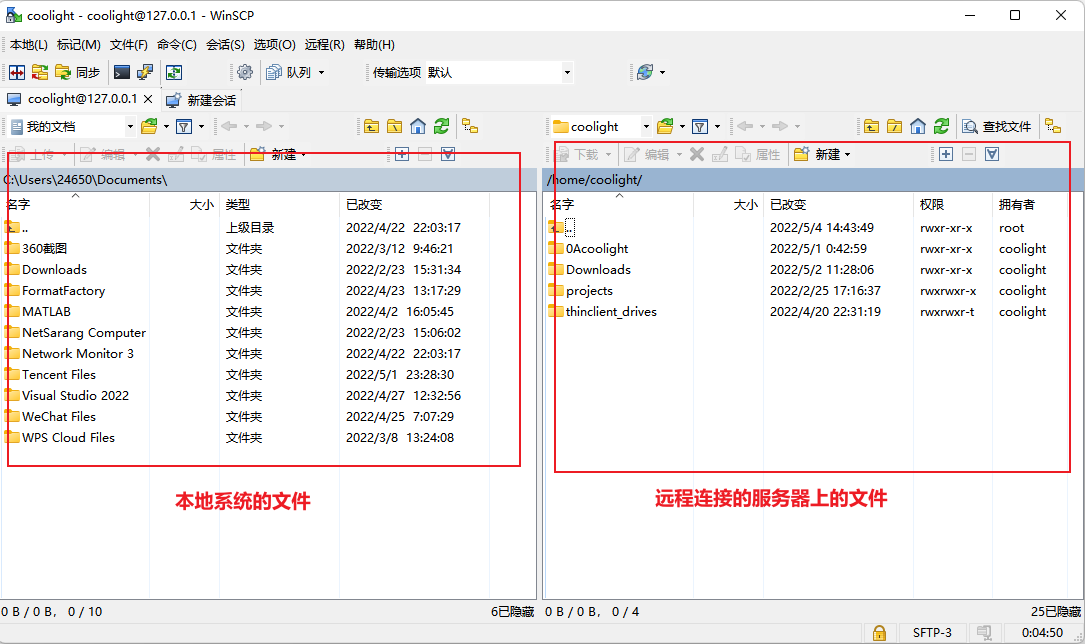 coolight - coolight@127.0.0.1 - WinSCP
本地(L) 标记(M) 文件(F) 命令(C) 会话(S) 选项(O) 远程(R) 帮助(H)
同步 队列 传输选项 默认
coolight@127.0.0.1 × 新建会话
我的文档 coolight 查找文件
上传 编辑 属性 新建 下载 编辑 属性 新建
C:\Users\24650\Documents\ /home/coolight/
名字 大小 类型 已改变 名字 大小 已改变 权限 拥有者
.. 上级目录 2022/4/22 22:03:17 .. 2022/5/4 14:43:49 rwxr-xr-x root
360截图 文件夹 2022/3/12 9:46:21 0Acoolight 2022/5/1 0:42:59 rwxr-xr-x coolight
Downloads 文件夹 2022/2/23 15:31:34 Downloads 2022/5/2 11:28:06 rwxr-xr-x coolight
FormatFactory 文件夹 2022/4/23 13:17:29 projects 2022/2/25 17:16:37 rwxrwxr-x coolight
MATLAB 文件夹 2022/4/2 16:05:45 thinclient_drives 2022/4/20 22:31:19 rwxrwxr-t coolight
NetSarang Computer 文件夹 2022/2/23 15:06:02
Network Monitor 3 文件夹 2022/4/22 22:03:17
Tencent Files 文件夹 2022/5/1 23:28:30
Visual Studio 2022 文件夹 2022/4/27 12:32:56
WeChat Files 文件夹 2022/4/25 7:07:29
WPS Cloud Files 文件夹 2022/3/8 13:24:08
本地系统的文件 远程连接的服务器上的文件
0 B / 0 B, 0 / 10 6已隐藏 0 B / 0 B, 0 / 4 25已隐藏
SFTP-3 0:04:50